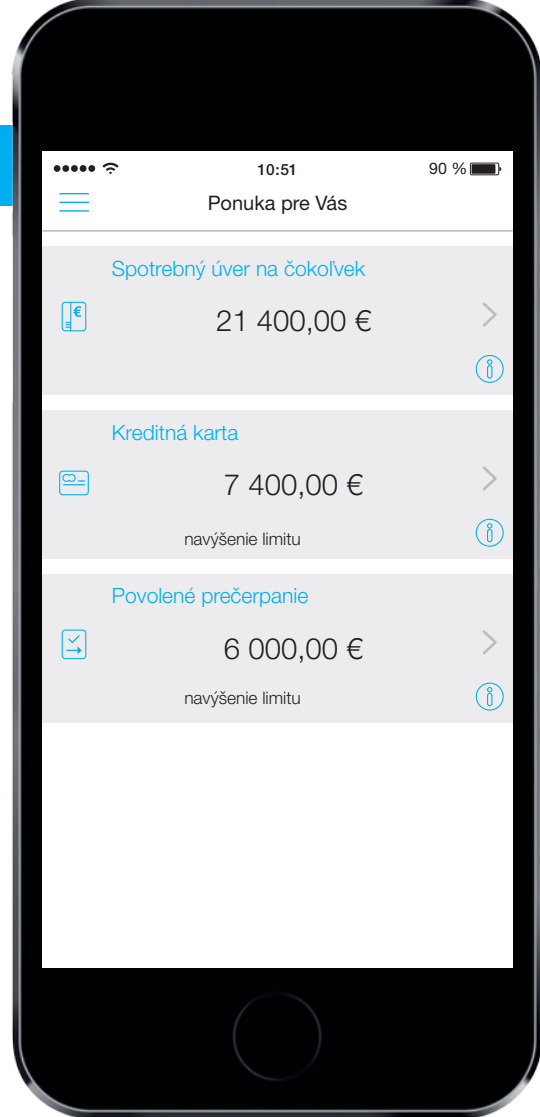 10:51
90 %
Ponuka pre Vás
Spotrebný úver na čokoľvek
€
21 400,00 €
Kreditná karta
7 400,00 €
navýšenie limitu
Povolené prečerpanie
6 000,00 €
navýšenie limitu